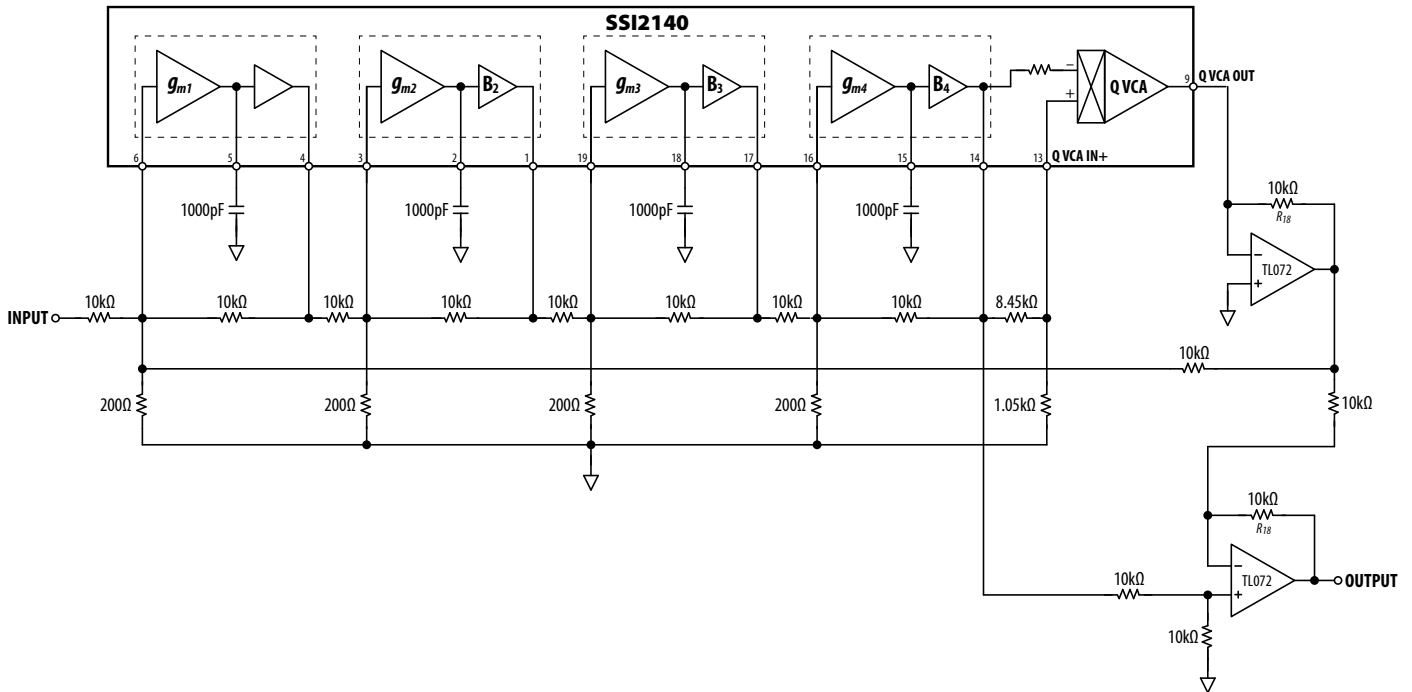 SSI2140
gm1
gm2
B2
gm3
B3
gm4
B4
−
+
Q VCA
9
Q VCA OUT
6
5
4
3
2
1
19
18
17
16
15
14
13
Q VCA IN+
1000pF
1000pF
1000pF
1000pF
10kΩ
R18
−
+
TL072
INPUT
10kΩ
10kΩ
10kΩ
10kΩ
10kΩ
10kΩ
10kΩ
10kΩ
8.45kΩ
10kΩ
200Ω
200Ω
200Ω
200Ω
1.05kΩ
10kΩ
10kΩ
R18
−
+
TL072
OUTPUT
10kΩ
10kΩ